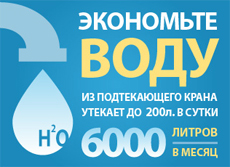 ЭКОНОМЬТЕ
ВОДУ
ИЗ ПОДТЕКАЮЩЕГО КРАНА
УТЕКАЕТ ДО 200л. В СУТКИ
H2O
6000 ЛИТРОВ
В МЕСЯЦ